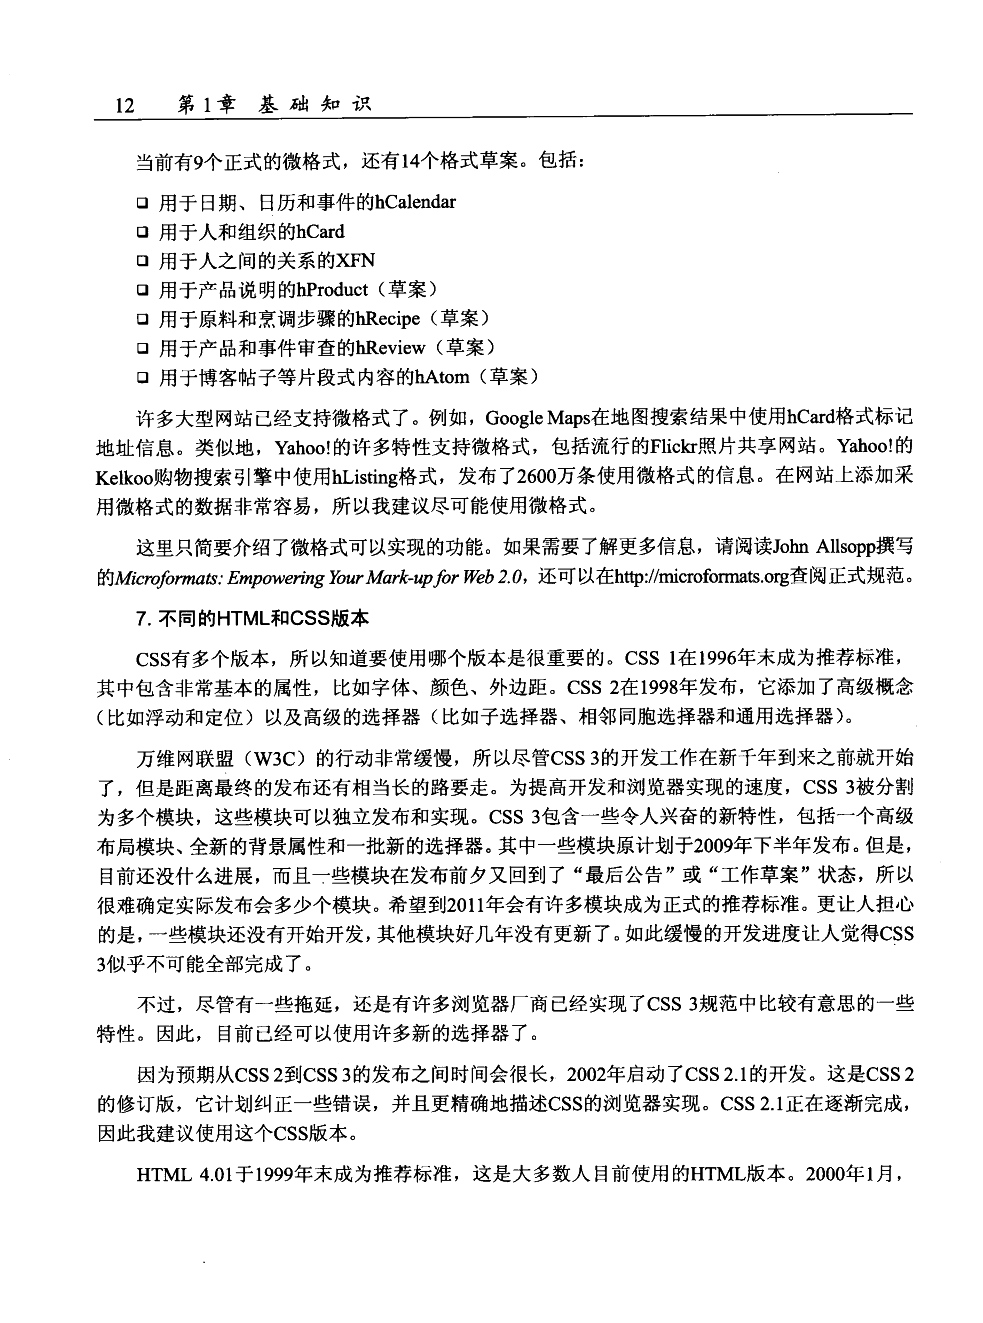 12 第1章 基础知识
当前有9个正式的微格式，还有14个格式草案。包括：
❑ 用于日期、日历和事件的hCalendar
❑ 用于人和组织的hCard
❑ 用于人之间的关系的XFN
❑ 用于产品说明的hProduct（草案）
❑ 用于原料和烹调步骤的hRecipe（草案）
❑ 用于产品和事件审查的hReview（草案）
❑ 用于博客帖子等片段式内容的hAtom（草案）
许多大型网站已经支持微格式了。例如，Google Maps在地图搜索结果中使用hCard格式标记
地址信息。类似地，Yahoo!的许多特性支持微格式，包括流行的Flickr照片共享网站。Yahoo!的
Kelkoo购物搜索引擎中使用hListing格式，发布了2600万条使用微格式的信息。在网站上添加采
用微格式的数据非常容易，所以我建议尽可能使用微格式。
这里只简要介绍了微格式可以实现的功能。如果需要了解更多信息，请阅读John Allsopp撰写
的Microformats: Empowering Your Mark-up for Web 2.0，还可以在http://microformats.org查阅正式规范。
7. 不同的HTML和CSS版本
CSS有多个版本，所以知道要使用哪个版本是很重要的。CSS 1在1996年末成为推荐标准，
其中包含非常基本的属性，比如字体、颜色、外边距。CSS 2在1998年发布，它添加了高级概念
（比如浮动和定位）以及高级的选择器（比如子选择器、相邻同胞选择器和通用选择器）。
万维网联盟（W3C）的行动非常缓慢，所以尽管CSS 3的开发工作在新千年到来之前就开始
了，但是距离最终的发布还有相当长的路要走。为提高开发和浏览器实现的速度，CSS 3被分割
为多个模块，这些模块可以独立发布和实现。CSS 3包含一些令人兴奋的新特性，包括一个高级
布局模块、全新的背景属性和一批新的选择器。其中一些模块原计划于2009年下半年发布。但是，
目前还没什么进展，而且一些模块在发布前夕又回到了“最后公告”或“工作草案”状态，所以
很难确定实际发布会多少个模块。希望到2011年会有许多模块成为正式的推荐标准。更让人担心
的是，一些模块还没有开始开发，其他模块好几年没有更新了。如此缓慢的开发进度让人觉得CSS
3似乎不可能全部完成了。
不过，尽管有一些拖延，还是有许多浏览器厂商已经实现了CSS 3规范中比较有意思的一些
特性。因此，目前已经可以使用许多新的选择器了。
因为预期从CSS 2到CSS 3的发布之间时间会很长，2002年启动了CSS 2.1的开发。这是CSS 2
的修订版，它计划纠正一些错误，并且更精确地描述CSS的浏览器实现。CSS 2.1正在逐渐完成，
因此我建议使用这个CSS版本。
HTML 4.01于1999年末成为推荐标准，这是大多数人目前使用的HTML版本。2000年1月，